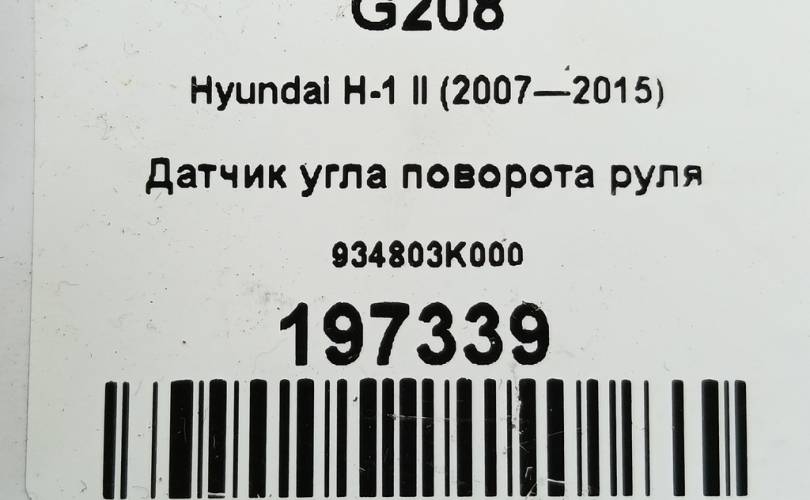 G208
Hyundai H-1 II (2007—2015)
Датчик угла поворота руля
934803K000
197339